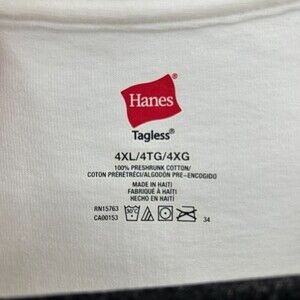 Hanes®
Tagless®
4XL/4TG/4XG
100% PRESHRUNK COTTON/
COTON PRÉRÉTRÉCI/ALGODÓN PRE-ENCOGIDO
MADE IN HAITI
FABRIQUÉ À HAITI
HECHO EN HAITI
RN15763
CA00153
34